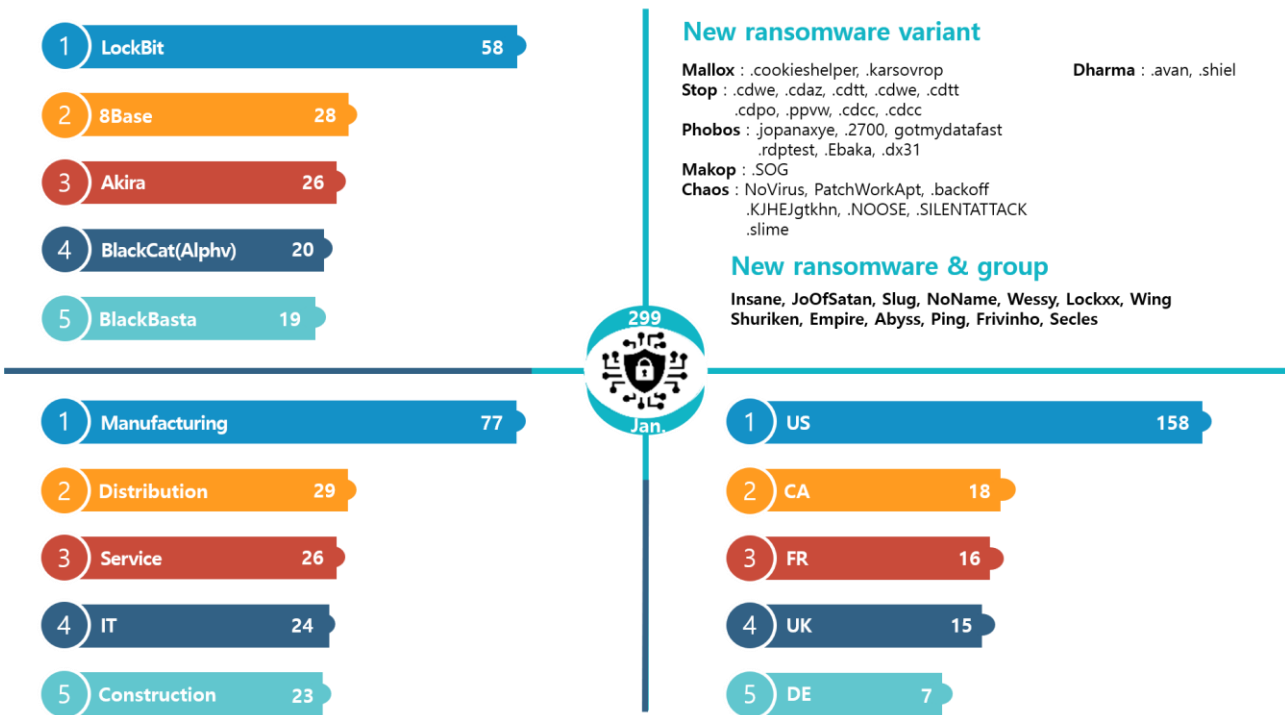 1 LockBit 58
2 8Base 28
3 Akira 26
4 BlackCat(Alphv) 20
5 BlackBasta 19
New ransomware variant
Mallox : .cookieshelper, .karsovrop
Dharma : .avan, .shiel
Stop : .cdwe, .cdaz, .cdtt, .cdwe, .cdtt
.cdpo, .ppvw, .cdcc, .cdcc
Phobos : .jopanaxye, .2700, gotmydatafast
.rdptest, .Ebaka, .dx31
Makop : .SOG
Chaos : NoVirus, PatchWorkApt, .backoff
.KJHEJgtkhn, .NOOSE, .SILENTATTACK
.slime
New ransomware & group
Insane, JoOfSatan, Slug, NoName, Wessy, Lockxx, Wing
Shuriken, Empire, Abyss, Ping, Frivinho, Secles
299
Jan.
1 Manufacturing 77
2 Distribution 29
3 Service 26
4 IT 24
5 Construction 23
1 US 158
2 CA 18
3 FR 16
4 UK 15
5 DE 7